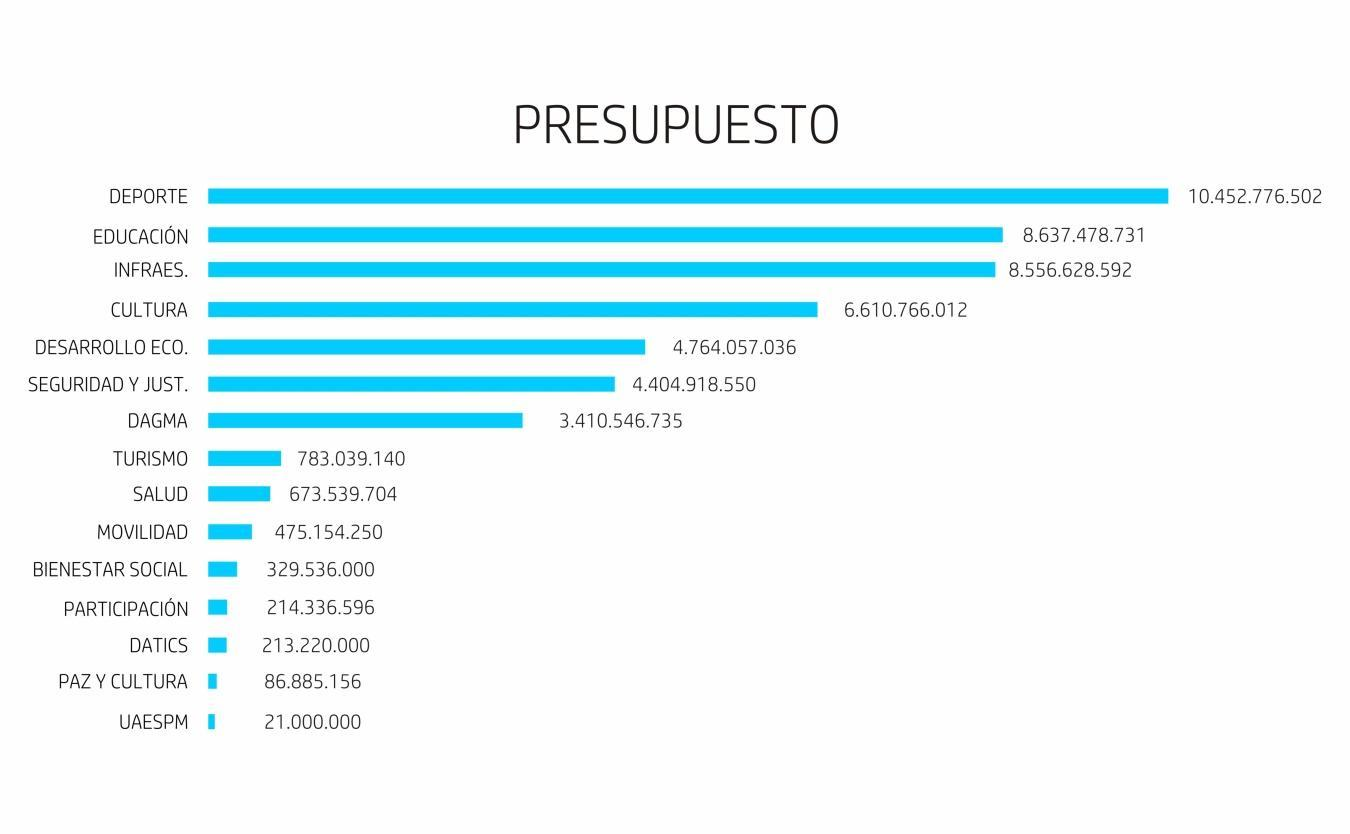 PRESUPUESTO
DEPORTE 10.452.776.502
EDUCACIÓN 8.637.478.731
INFRAES. 8.556.628.592
CULTURA 6.610.766.012
DESARROLLO ECO. 4.764.057.036
SEGURIDAD Y JUST. 4.404.918.550
DAGMA 3.410.546.735
TURISMO 783.039.140
SALUD 673.539.704
MOVILIDAD 475.154.250
BIENESTAR SOCIAL 329.536.000
PARTICIPACIÓN 214.336.596
DATICS 213.220.000
PAZ Y CULTURA 86.885.156
UAESPM 21.000.000